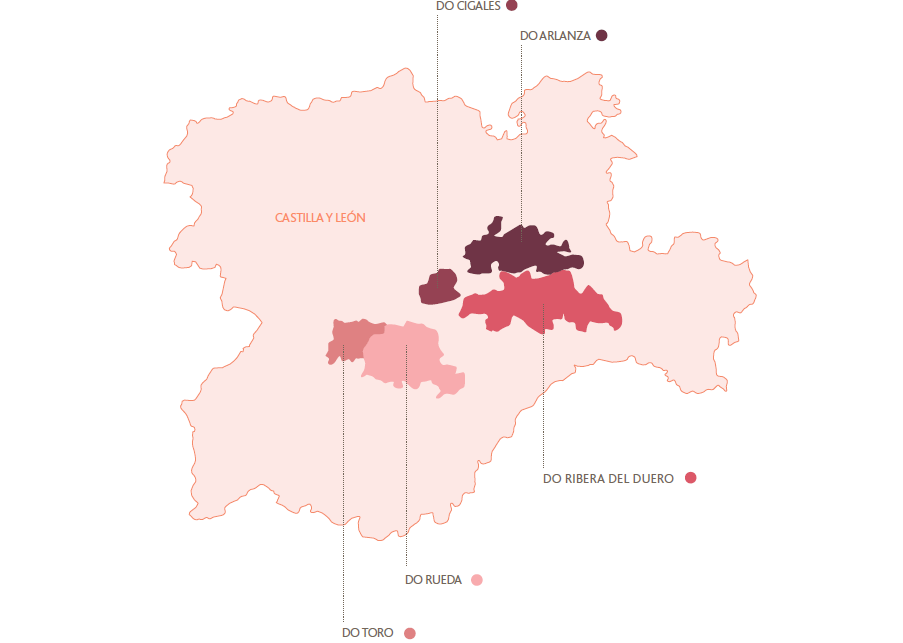 DO CIGALES
DO ARLANZA
CASTILLA Y LEÓN
DO RIBERA DEL DUERO
DO RUEDA
DO TORO